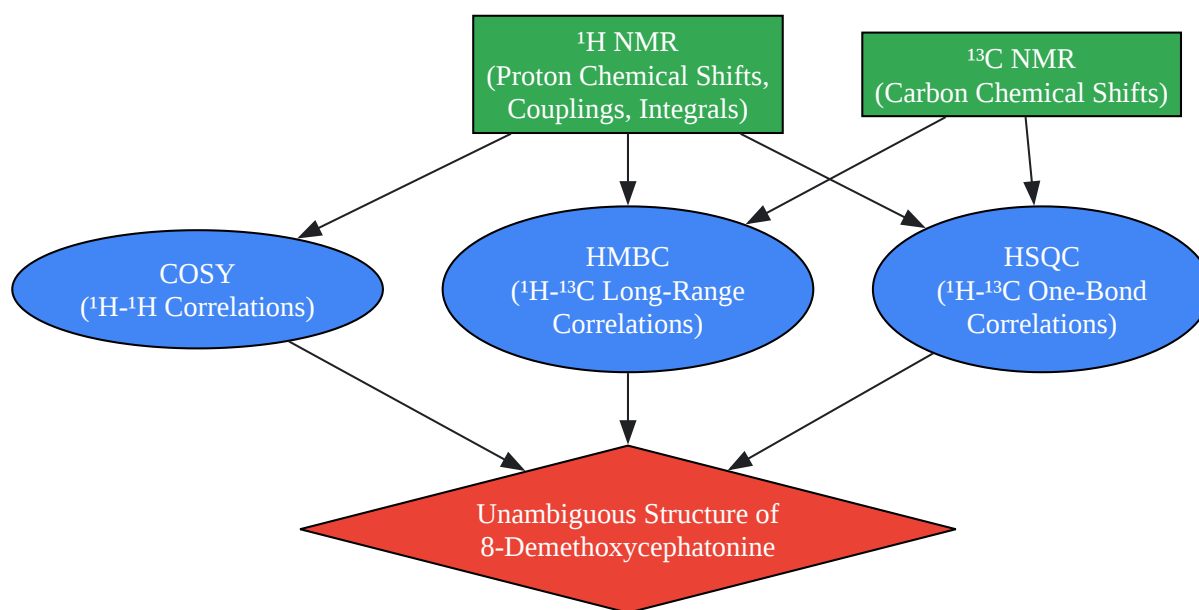 ¹H NMR
(Proton Chemical Shifts,
Couplings, Integrals)
¹³C NMR
(Carbon Chemical Shifts)
COSY
(¹H-¹H Correlations)
HMBC
(¹H-¹³C Long-Range
Correlations)
HSQC
(¹H-¹³C One-Bond
Correlations)
Unambiguous Structure of
8-Demethoxycephatonine